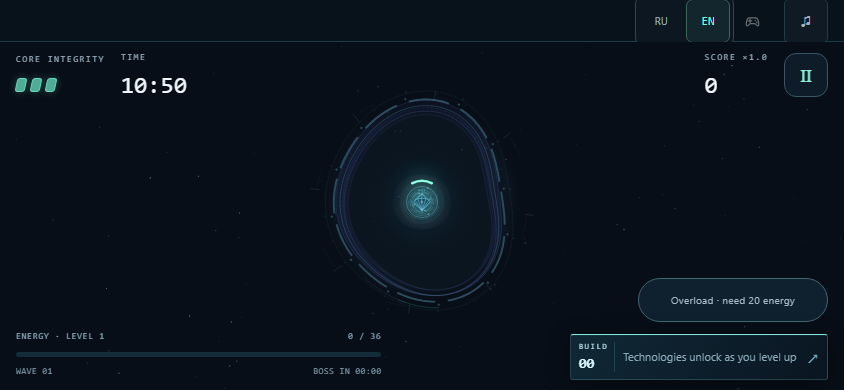 RU EN
CORE INTEGRITY TIME SCORE ×1.0
10:50 0 II
Overload · need 20 energy
ENERGY · LEVEL 1 0 / 36
BUILD
00 Technologies unlock as you level up ↗
WAVE 01 BOSS IN 00:00